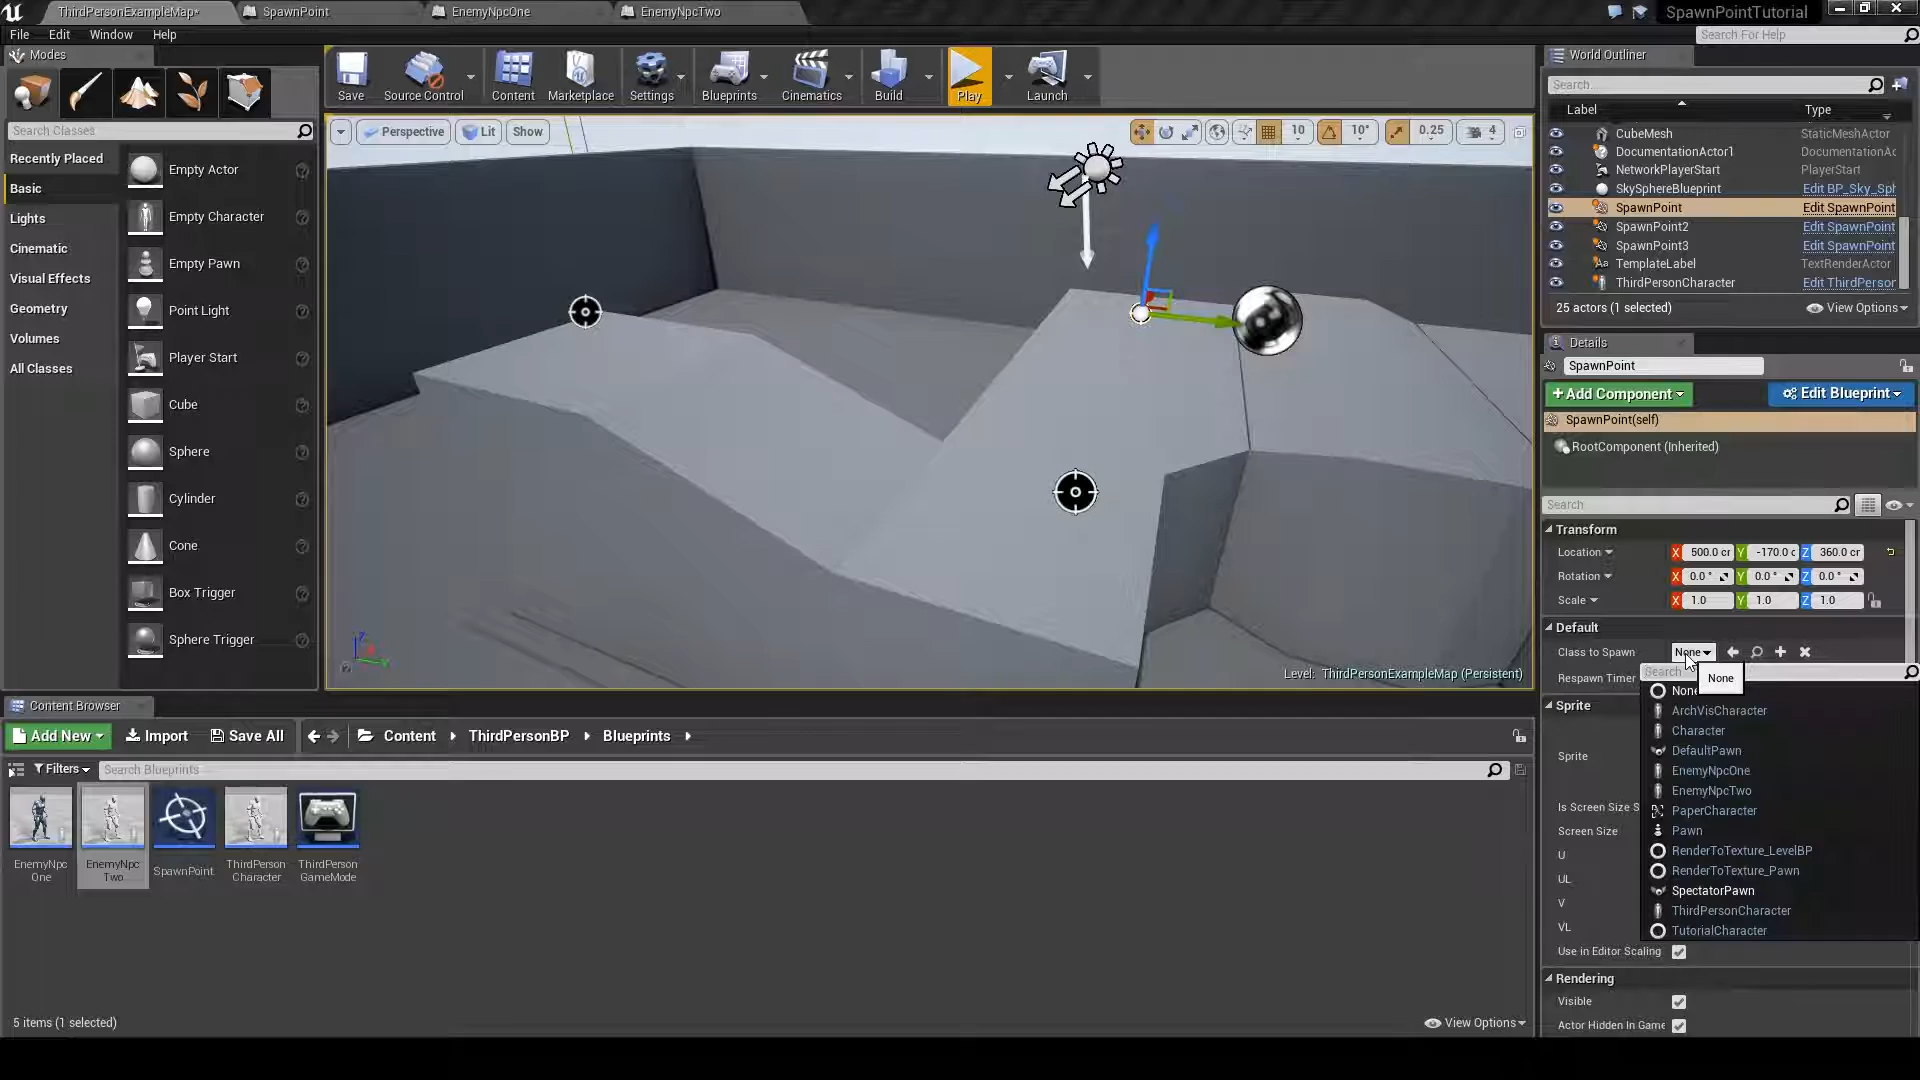 ThirdPersonExampleMap*
SpawnPoint
EnemyNpcOne
EnemyNpcTwo
SpawnPointTutorial
File Edit Window Help
Search For Help
Modes
Search Classes
Recently Placed
Basic
Lights
Cinematic
Visual Effects
Geometry
Volumes
All Classes
Empty Actor
Empty Character
Empty Pawn
Point Light
Player Start
Cube
Sphere
Cylinder
Cone
Box Trigger
Sphere Trigger
Save Source Control Content Marketplace Settings Blueprints Cinematics Build Play Launch
Perspective Lit Show
10 10° 0.25 4
Level: ThirdPersonExampleMap (Persistent)
World Outliner
Search...
Label Type
CubeMesh StaticMeshActor
DocumentationActor1 DocumentationAc
NetworkPlayerStart PlayerStart
SkySphereBlueprint Edit BP_Sky_Sph
SpawnPoint Edit SpawnPoint
SpawnPoint2 Edit SpawnPoint
SpawnPoint3 Edit SpawnPoint
TemplateLabel TextRenderActor
ThirdPersonCharacter Edit ThirdPerson
25 actors (1 selected) View Options
Details
SpawnPoint
+Add Component Edit Blueprint
SpawnPoint(self)
RootComponent (Inherited)
Search
Transform
Location X 500.0 cr Y -170.0 c Z 360.0 cr
Rotation X 0.0 ° Y 0.0 ° Z 0.0 °
Scale X 1.0 Y 1.0 Z 1.0
Default
Class to Spawn None
Respawn Timer
Search
None
None
ArchVisCharacter
Character
DefaultPawn
EnemyNpcOne
EnemyNpcTwo
PaperCharacter
Pawn
RenderToTexture_LevelBP
RenderToTexture_Pawn
SpectatorPawn
ThirdPersonCharacter
TutorialCharacter
Sprite
Sprite
Is Screen Size S
Screen Size
U
UL
V
VL
Use in Editor Scaling
Rendering
Visible
Actor Hidden In Game
Content Browser
Add New Import Save All Content ThirdPersonBP Blueprints
Filters Search Blueprints
EnemyNpc
One
EnemyNpc
Two
SpawnPoint
ThirdPerson
Character
ThirdPerson
GameMode
5 items (1 selected)
View Options